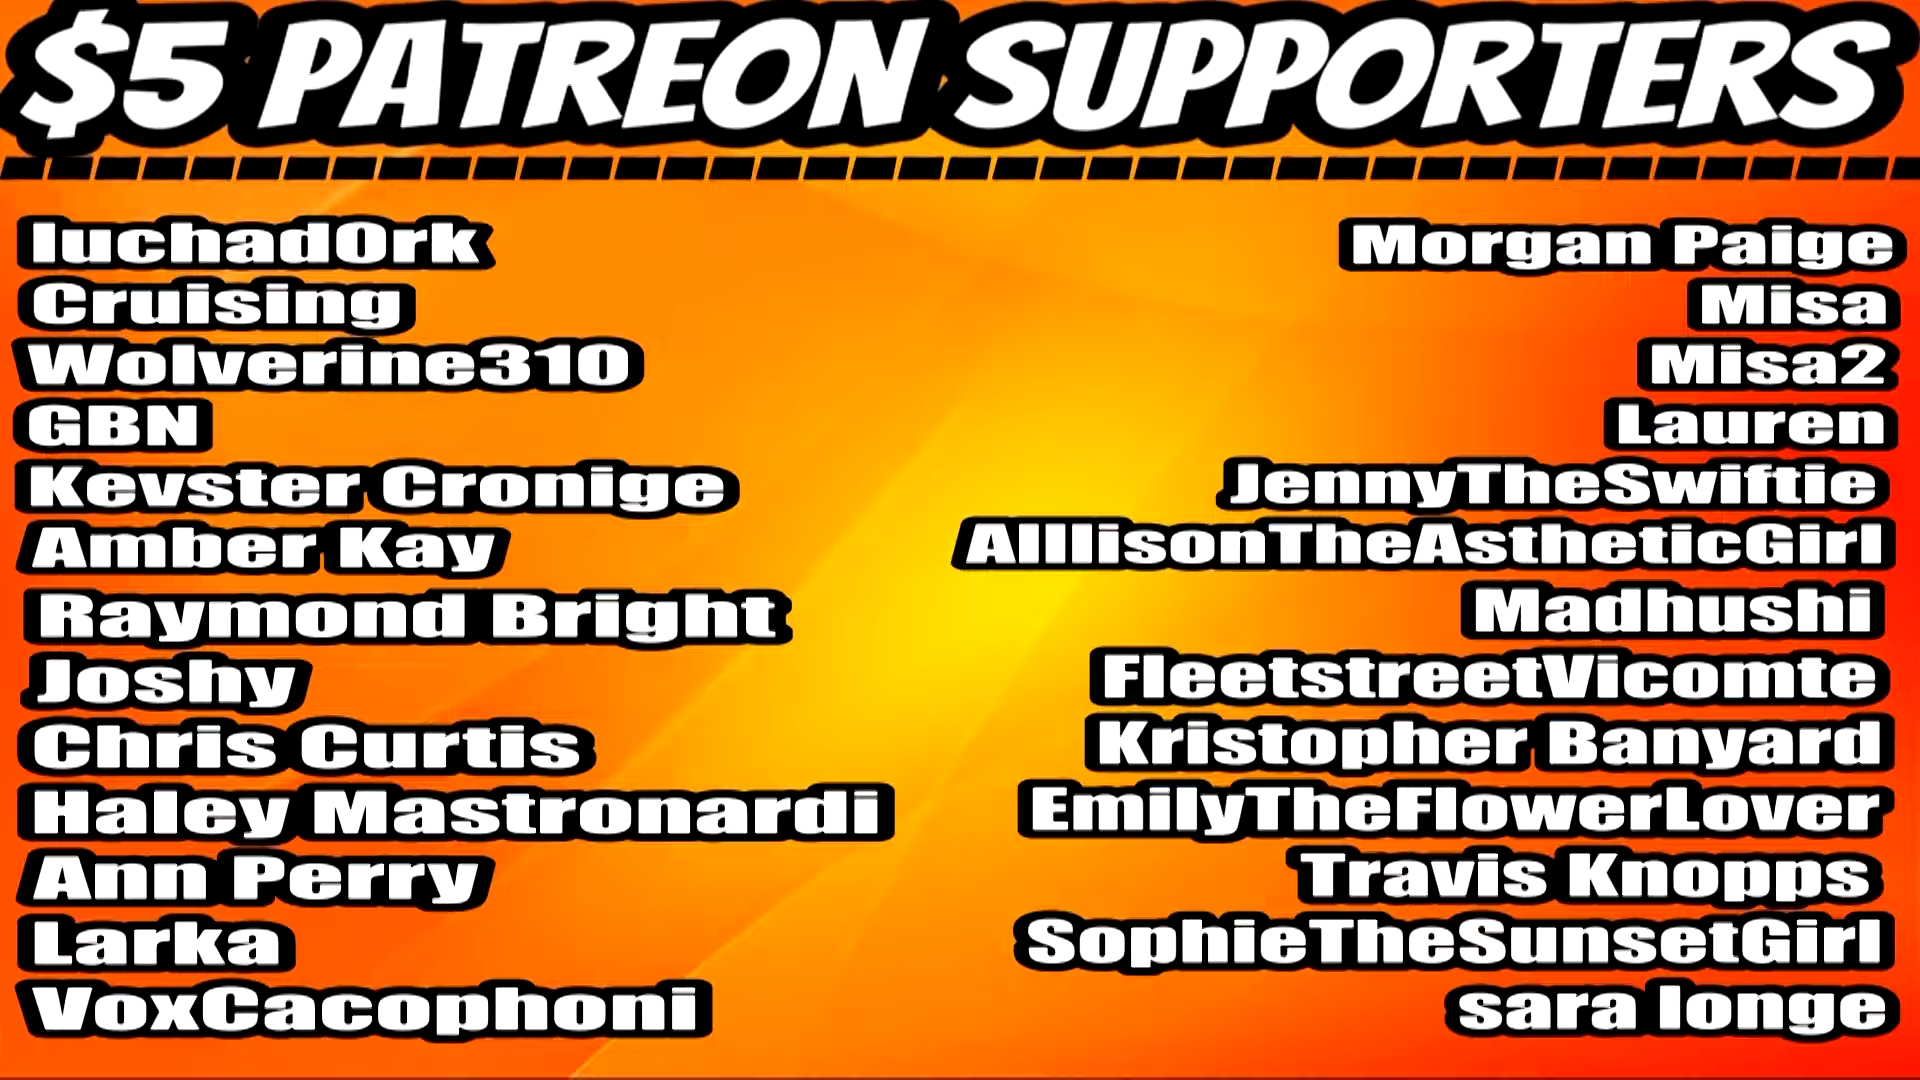 $5 PATREON SUPPORTERS
luchad0rk
Cruising
Wolverine310
GBN
Kevster Cronige
Amber Kay
Raymond Bright
Joshy
Chris Curtis
Haley Mastronardi
Ann Perry
Larka
VoxCacophoni
Morgan Paige
Misa
Misa2
Lauren
JennyTheSwiftie
AlllisonTheAstheticGirl
Madhushi
FleetstreetVicomte
Kristopher Banyard
EmilyTheFlowerLover
Travis Knopps
SophieTheSunsetGirl
sara longe